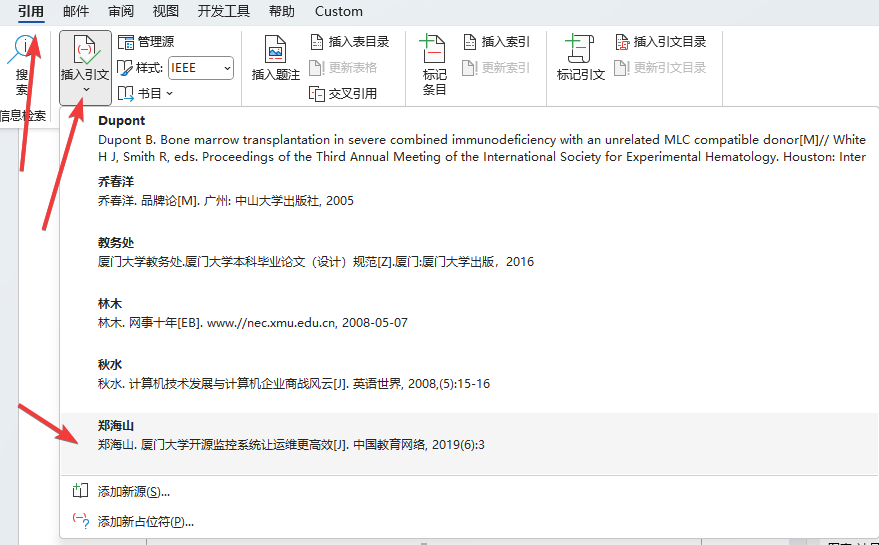 引用 邮件 审阅 视图 开发工具 帮助 Custom
搜
索
信息检索
插入引文
管理源
样式: IEEE
书目
插入题注
插入表目录
更新表格
交叉引用
标记
条目
插入索引
更新索引
标记引文
插入引文目录
更新引文目录
Dupont
Dupont B. Bone marrow transplantation in severe combined immunodeficiency with an unrelated MLC compatible donor[M]// White
H J, Smith R, eds. Proceedings of the Third Annual Meeting of the International Society for Experimental Hematology. Houston: Inter
乔春洋
乔春洋. 品牌论[M]. 广州: 中山大学出版社, 2005
教务处
厦门大学教务处.厦门大学本科毕业论文（设计）规范[Z].厦门:厦门大学出版，2016
林木
林木. 网事十年[EB]. www.//nec.xmu.edu.cn, 2008-05-07
秋水
秋水. 计算机技术发展与计算机企业商战风云[J]. 英语世界, 2008,(5):15-16
郑海山
郑海山. 厦门大学开源监控系统让运维更高效[J]. 中国教育网络, 2019(6):3
添加新源(S)...
添加新占位符(P)...